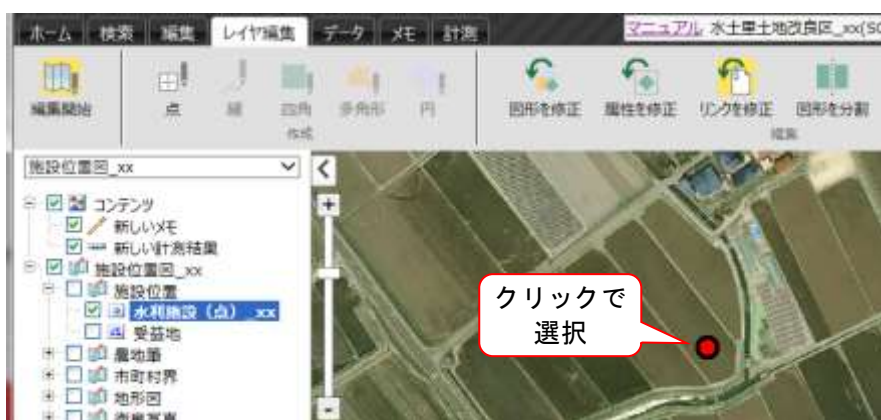 ホーム 検索 編集 レイヤ編集 データ メモ 計測
マニュアル 水土里土地改良区_xx(SC
編集開始 点 線 四角 多角形 円 図形を修正 属性を修正 リンクを修正 図形を分割
作成 編集
施設位置図_xx
コンテンツ
新しいメモ
新しい計測結果
施設位置図_xx
施設位置
水利施設（点）_xx
受益地
農地筆
市町村界
地形図
クリックで
選択